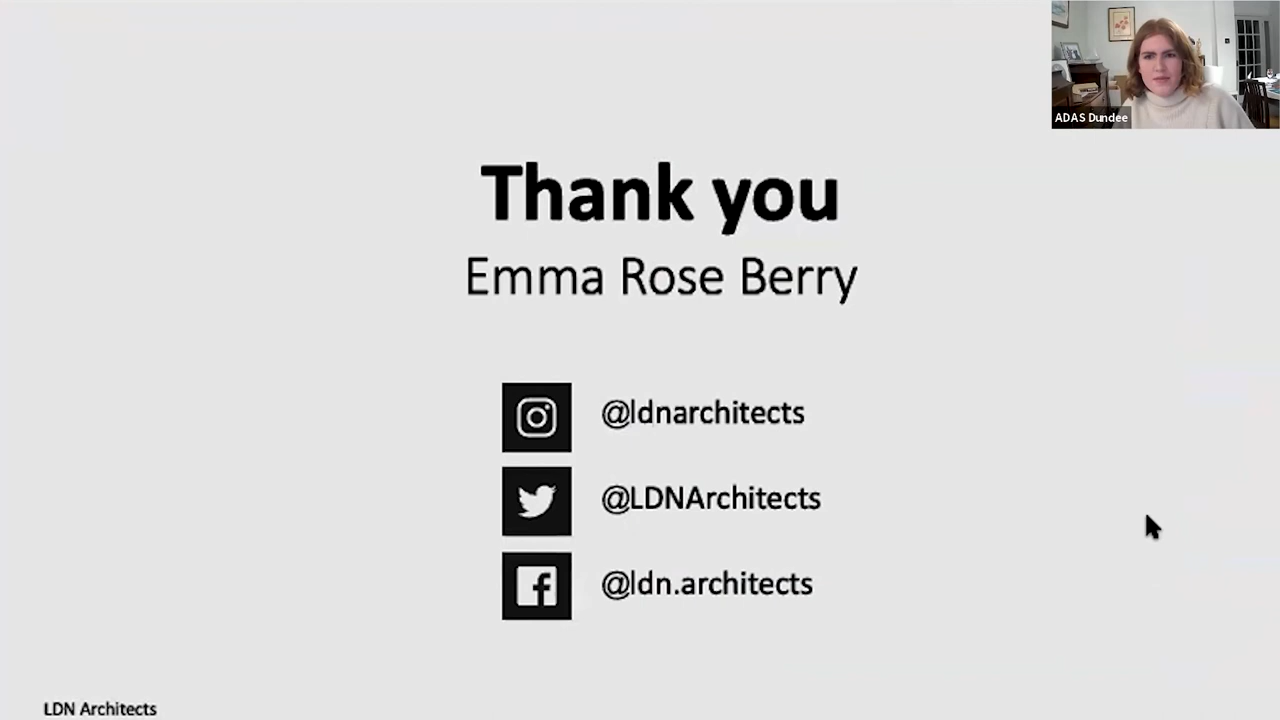 ADAS Dundee
Thank you
Emma Rose Berry
@ldnarchitects
@LDNArchitects
@ldn.architects
LDN Architects